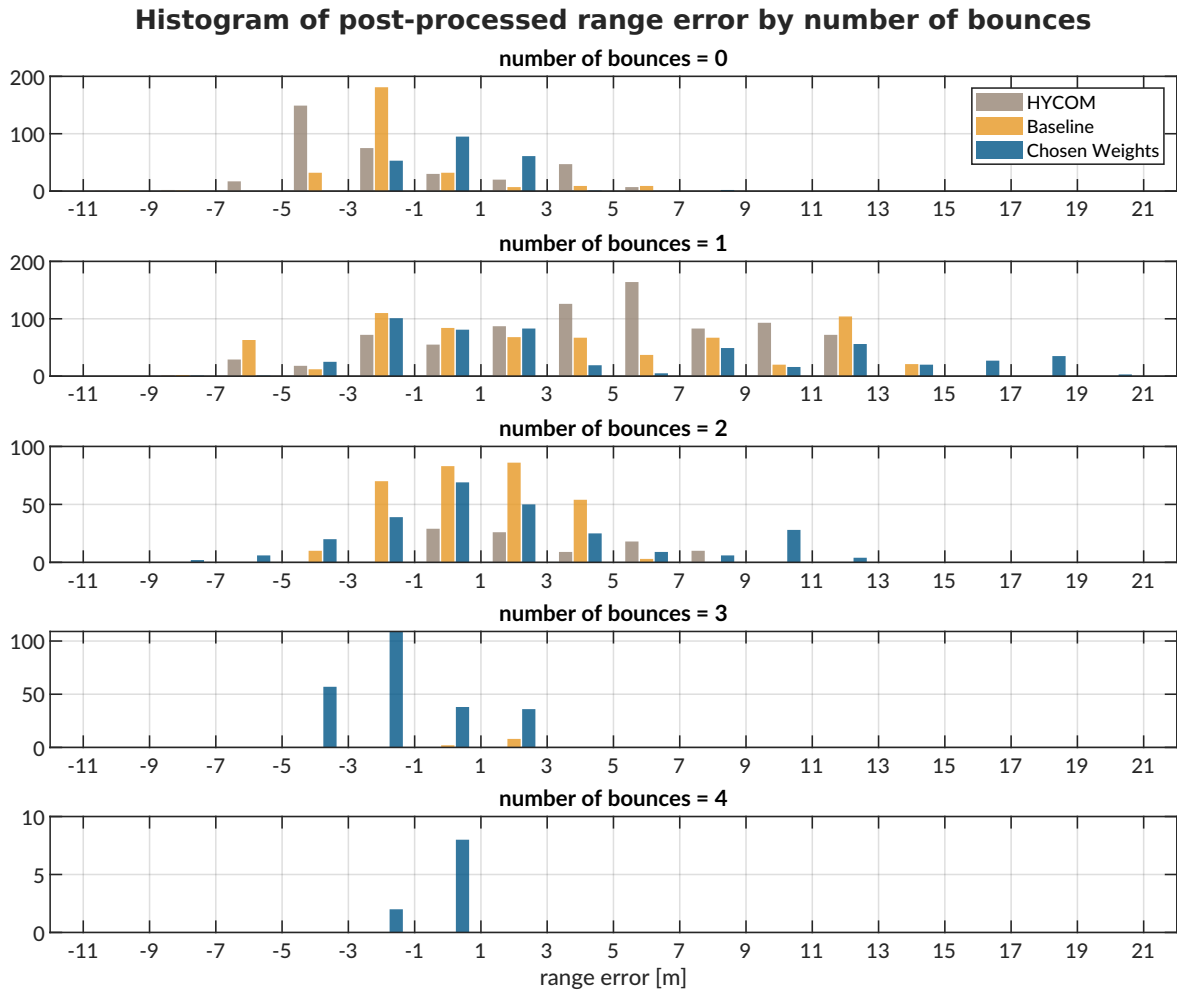 Histogram of post-processed range error by number of bounces
number of bounces = 0
200
100
0
HYCOM
Baseline
Chosen Weights
-11 -9 -7 -5 -3 -1 1 3 5 7 9 11 13 15 17 19 21
number of bounces = 1
200
100
0
-11 -9 -7 -5 -3 -1 1 3 5 7 9 11 13 15 17 19 21
number of bounces = 2
100
50
0
-11 -9 -7 -5 -3 -1 1 3 5 7 9 11 13 15 17 19 21
number of bounces = 3
100
50
0
-11 -9 -7 -5 -3 -1 1 3 5 7 9 11 13 15 17 19 21
number of bounces = 4
10
5
0
-11 -9 -7 -5 -3 -1 1 3 5 7 9 11 13 15 17 19 21
range error [m]